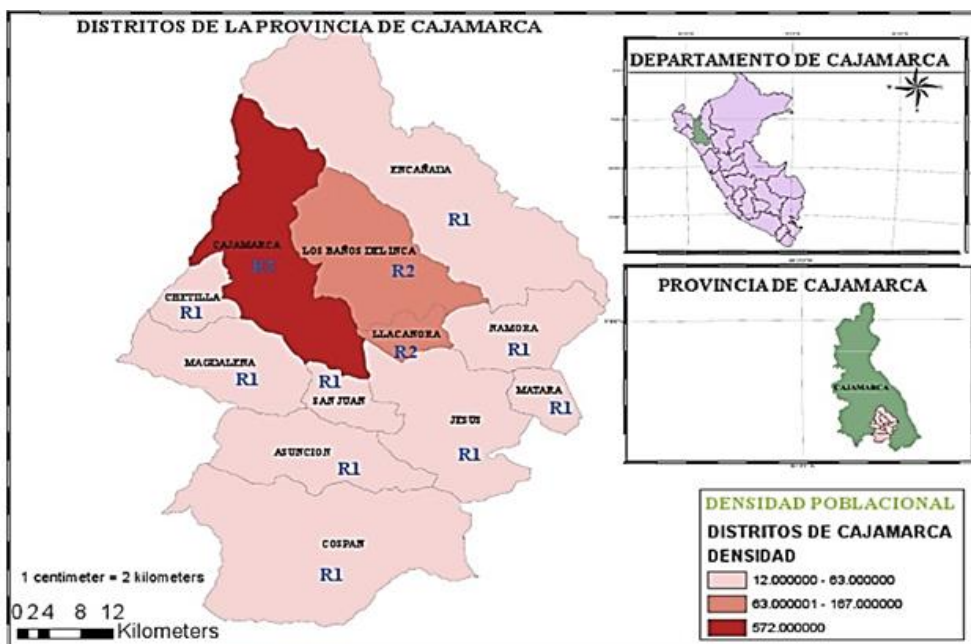 DISTRITOS DE LA PROVINCIA DE CAJAMARCA
ENCAÑADA
R1
CAJAMARCA
R3
LOS BAÑOS DEL INCA
R2
CHETILLA
R1
LLACANORA
R2
NAMORA
R1
MAGDALENA
R1
R1
SAN JUAN
MATARA
R1
JESUS
R1
ASUNCION
R1
COSPAN
R1
1 centimeter = 2 kilometers
0 2 4 8 12
Kilometers
DEPARTAMENTO DE CAJAMARCA
PROVINCIA DE CAJAMARCA
CAJAMARCA
DENSIDAD POBLACIONAL
DISTRITOS DE CAJAMARCA
DENSIDAD
12.000000 - 63.000000
63.000001 - 167.000000
572.000000